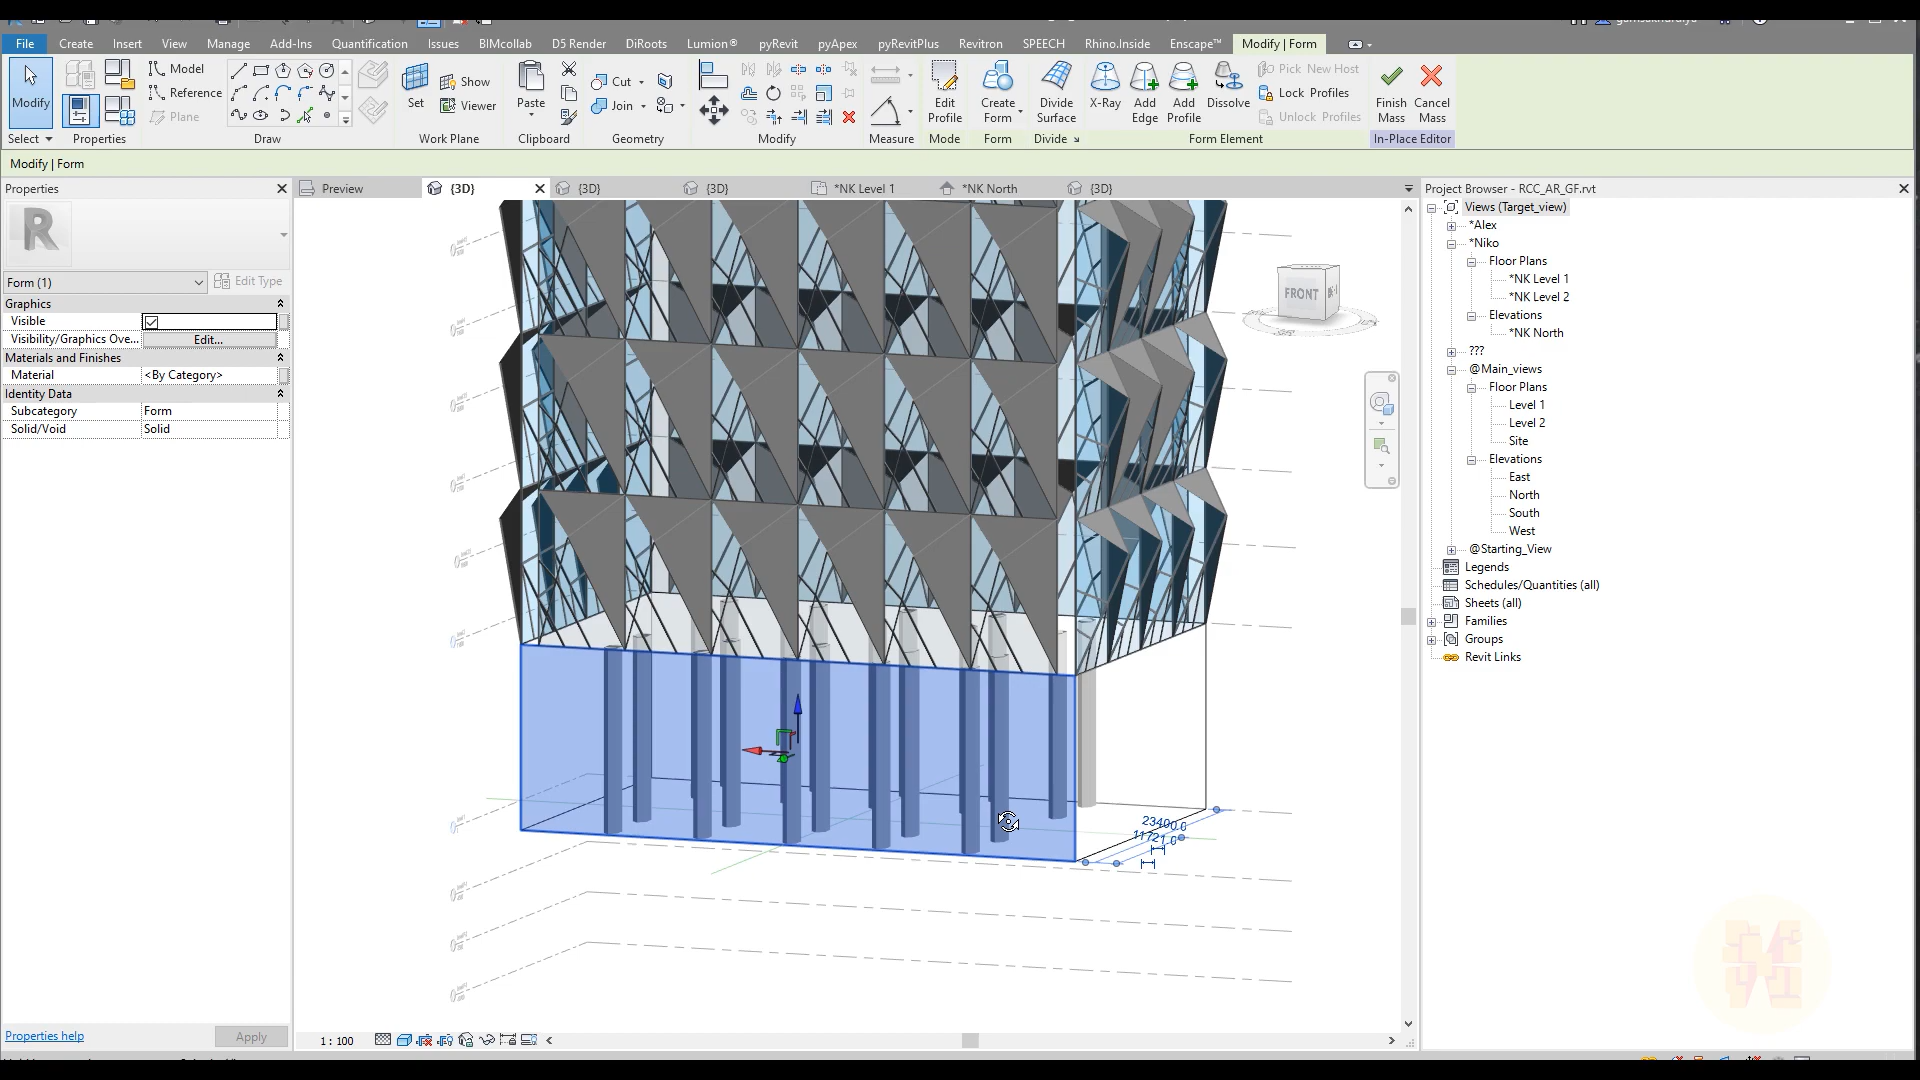 File Create Insert View Manage Add-Ins Quantification Issues BIMcollab D5 Render DiRoots Lumion® pyRevit pyApex pyRevitPlus Revitron SPEECH Rhino.Inside Enscape™ Modify | Form
Modify
Select
Properties
Model
Reference
Plane
Draw
Set
Show
Viewer
Work Plane
Paste
Clipboard
Cut
Join
Geometry
Modify
Measure
Edit Profile
Mode
Create Form
Form
Divide Surface
Divide
X-Ray
Add Edge
Add Profile
Dissolve
Pick New Host
Lock Profiles
Unlock Profiles
Form Element
Finish Mass
Cancel Mass
In-Place Editor
Modify | Form
Properties
R
Form (1)
Edit Type
Graphics
Visible
Visibility/Graphics Ove... Edit...
Materials and Finishes
Material <By Category>
Identity Data
Subcategory Form
Solid/Void Solid
Properties help
Apply
Preview {3D} {3D} {3D} *NK Level 1 *NK North {3D}
FRONT
23400.0
11721.0
1 : 100
Project Browser - RCC_AR_GF.rvt
Views (Target_view)
*Alex
*Niko
Floor Plans
*NK Level 1
*NK Level 2
Elevations
*NK North
???
@Main_views
Floor Plans
Level 1
Level 2
Site
Elevations
East
North
South
West
@Starting_View
Legends
Schedules/Quantities (all)
Sheets (all)
Families
Groups
Revit Links